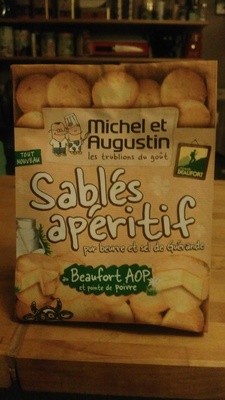 Michel et
Augustin
les trublions du goût
TOUT
NOUVEAU
BEAUFORT
Sablés
apéritif
pur beurre et sel de Guérande
au Beaufort AOP
et pointe de poivre